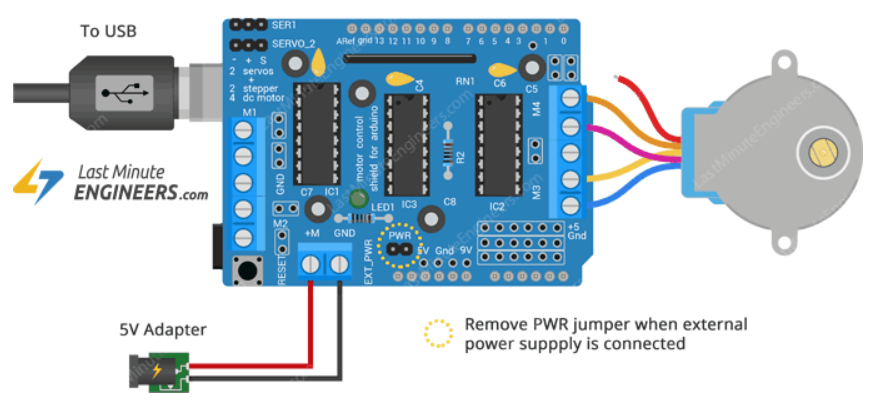 To USB
SER1
SERVO_2
- + S
2 servos
+
2 stepper
4 dc motor
M1
GND
M2
RESET
ARef gnd 13 12 11 10 9 8 7 6 5 4 3 1 0
RN1
C4
C6
C5
M4
M3
motor control
shield for arduino
R2
C7 IC1
IC3
C8
IC2
LED1
+M GND
EXT_PWR
PWR
5V Gnd 9V
+5
Gnd
Last Minute
ENGINEERS.com
5V Adapter
Remove PWR jumper when external
power suppply is connected
LastMinuteEngineers.com